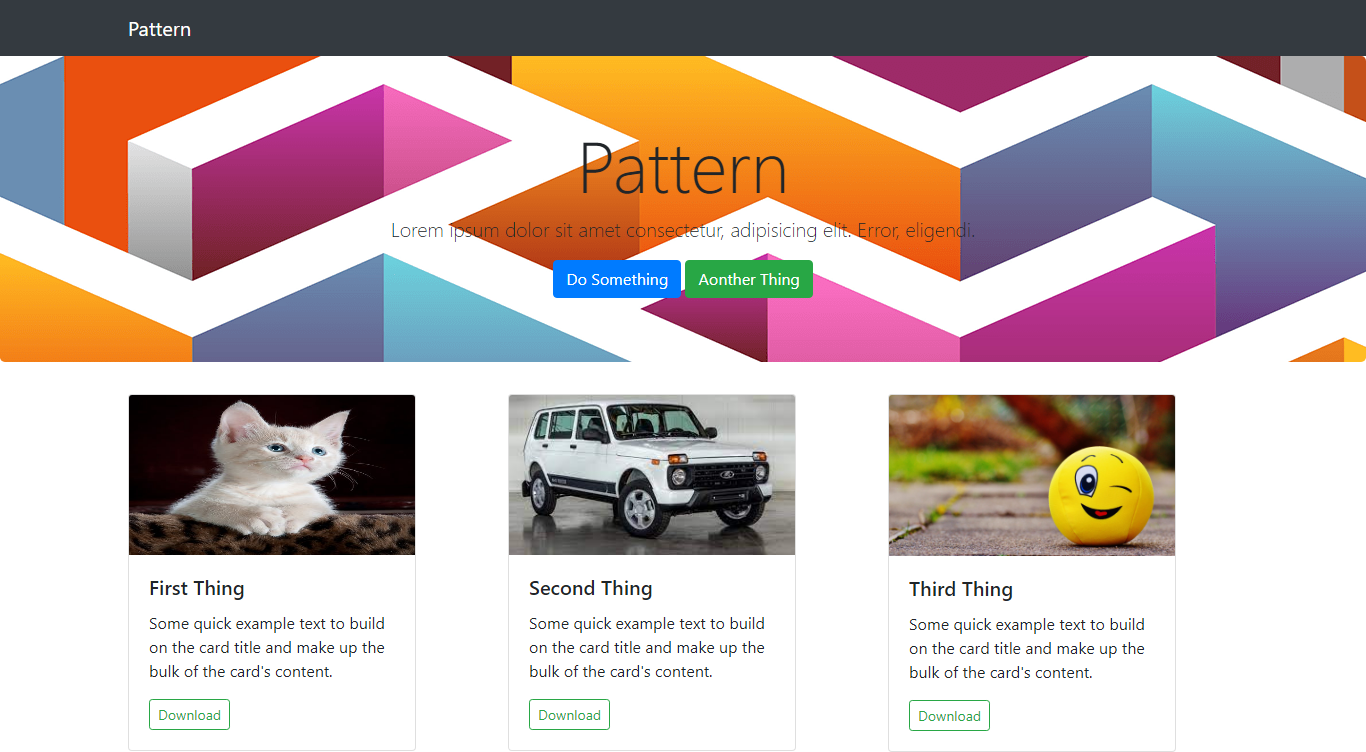 Pattern
Pattern
Lorem ipsum dolor sit amet consectetur, adipisicing elit. Error, eligendi.
Do Something Aonther Thing
First Thing
Some quick example text to build
on the card title and make up the
bulk of the card's content.
Download
Second Thing
Some quick example text to build
on the card title and make up the
bulk of the card's content.
Download
Third Thing
Some quick example text to build
on the card title and make up the
bulk of the card's content.
Download